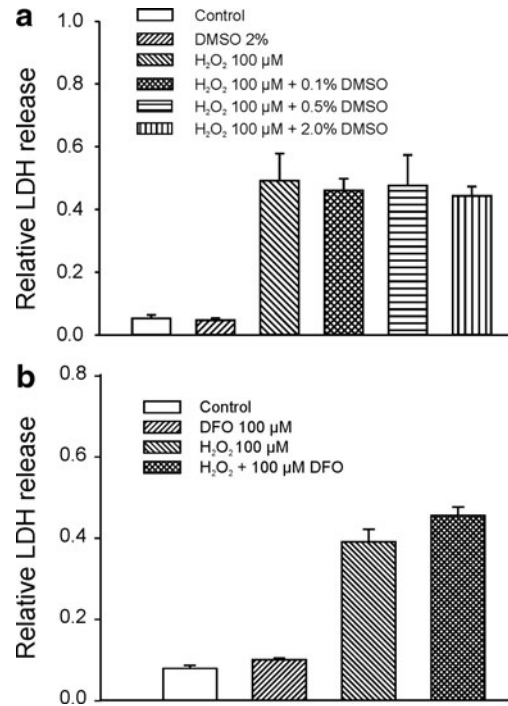 a
Relative LDH release
1.0
0.8
0.6
0.4
0.2
0.0
Control
DMSO 2%
H₂O₂ 100 µM
H₂O₂ 100 µM + 0.1% DMSO
H₂O₂ 100 µM + 0.5% DMSO
H₂O₂ 100 µM + 2.0% DMSO
b
Relative LDH release
0.8
0.6
0.4
0.2
0.0
Control
DFO 100 µM
H₂O₂ 100 µM
H₂O₂ + 100 µM DFO